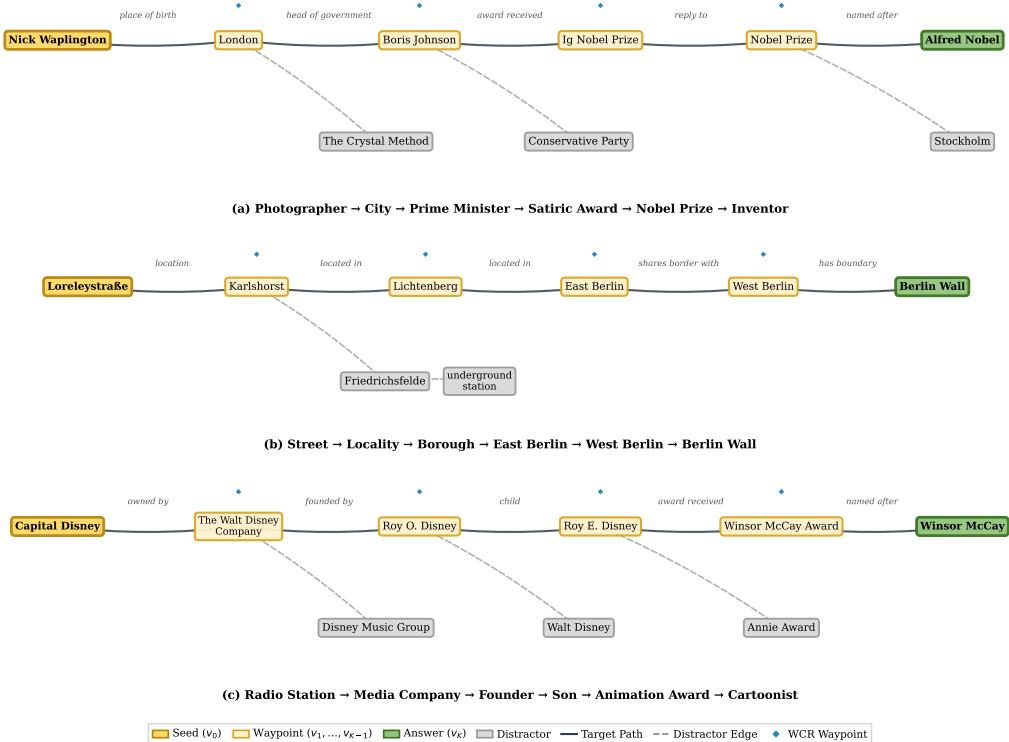 place of birth
head of government
award received
reply to
named after
Nick Waplington
London
Boris Johnson
Ig Nobel Prize
Nobel Prize
Alfred Nobel
The Crystal Method
Conservative Party
Stockholm
(a) Photographer → City → Prime Minister → Satiric Award → Nobel Prize → Inventor
location
located in
located in
shares border with
has boundary
Loreleystraße
Karlshorst
Lichtenberg
East Berlin
West Berlin
Berlin Wall
Friedrichsfelde
underground
station
(b) Street → Locality → Borough → East Berlin → West Berlin → Berlin Wall
owned by
founded by
child
award received
named after
Capital Disney
The Walt Disney
Company
Roy O. Disney
Roy E. Disney
Winsor McCay Award
Winsor McCay
Disney Music Group
Walt Disney
Annie Award
(c) Radio Station → Media Company → Founder → Son → Animation Award → Cartoonist
Seed (v₀)
Waypoint (v₁, …, v_{K−1})
Answer (v_K)
Distractor
Target Path
Distractor Edge
WCR Waypoint